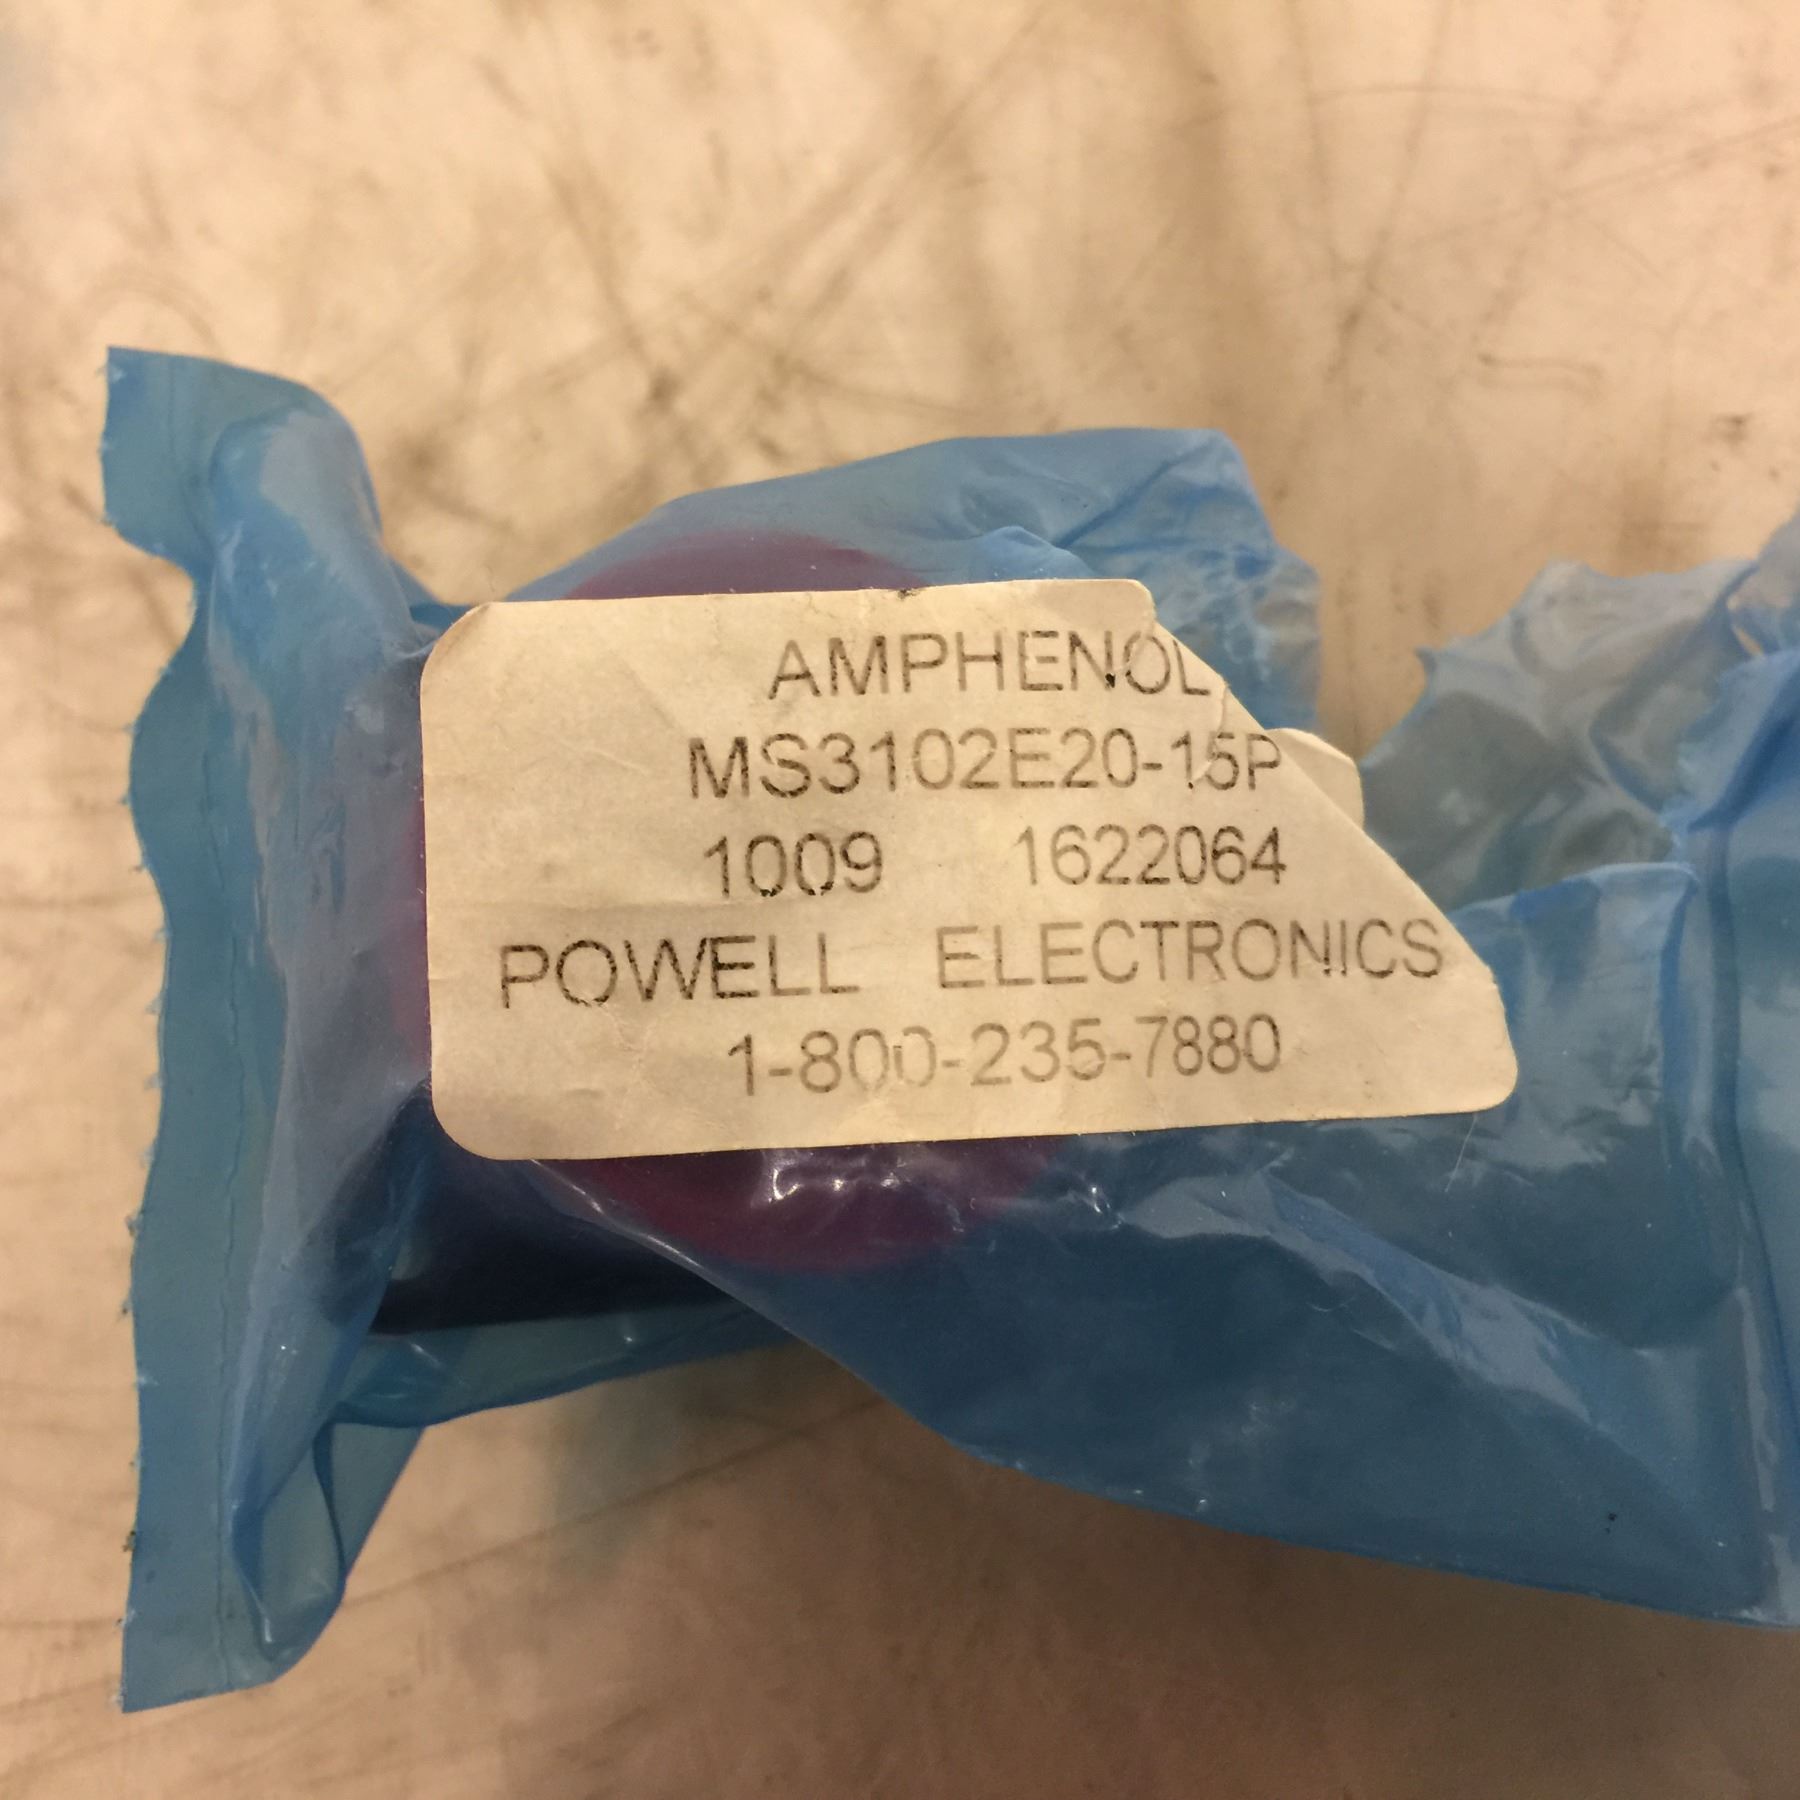 AMPHENOL
MS3102E20-15P
1009 1622064
POWELL ELECTRONICS
1-800-235-7880